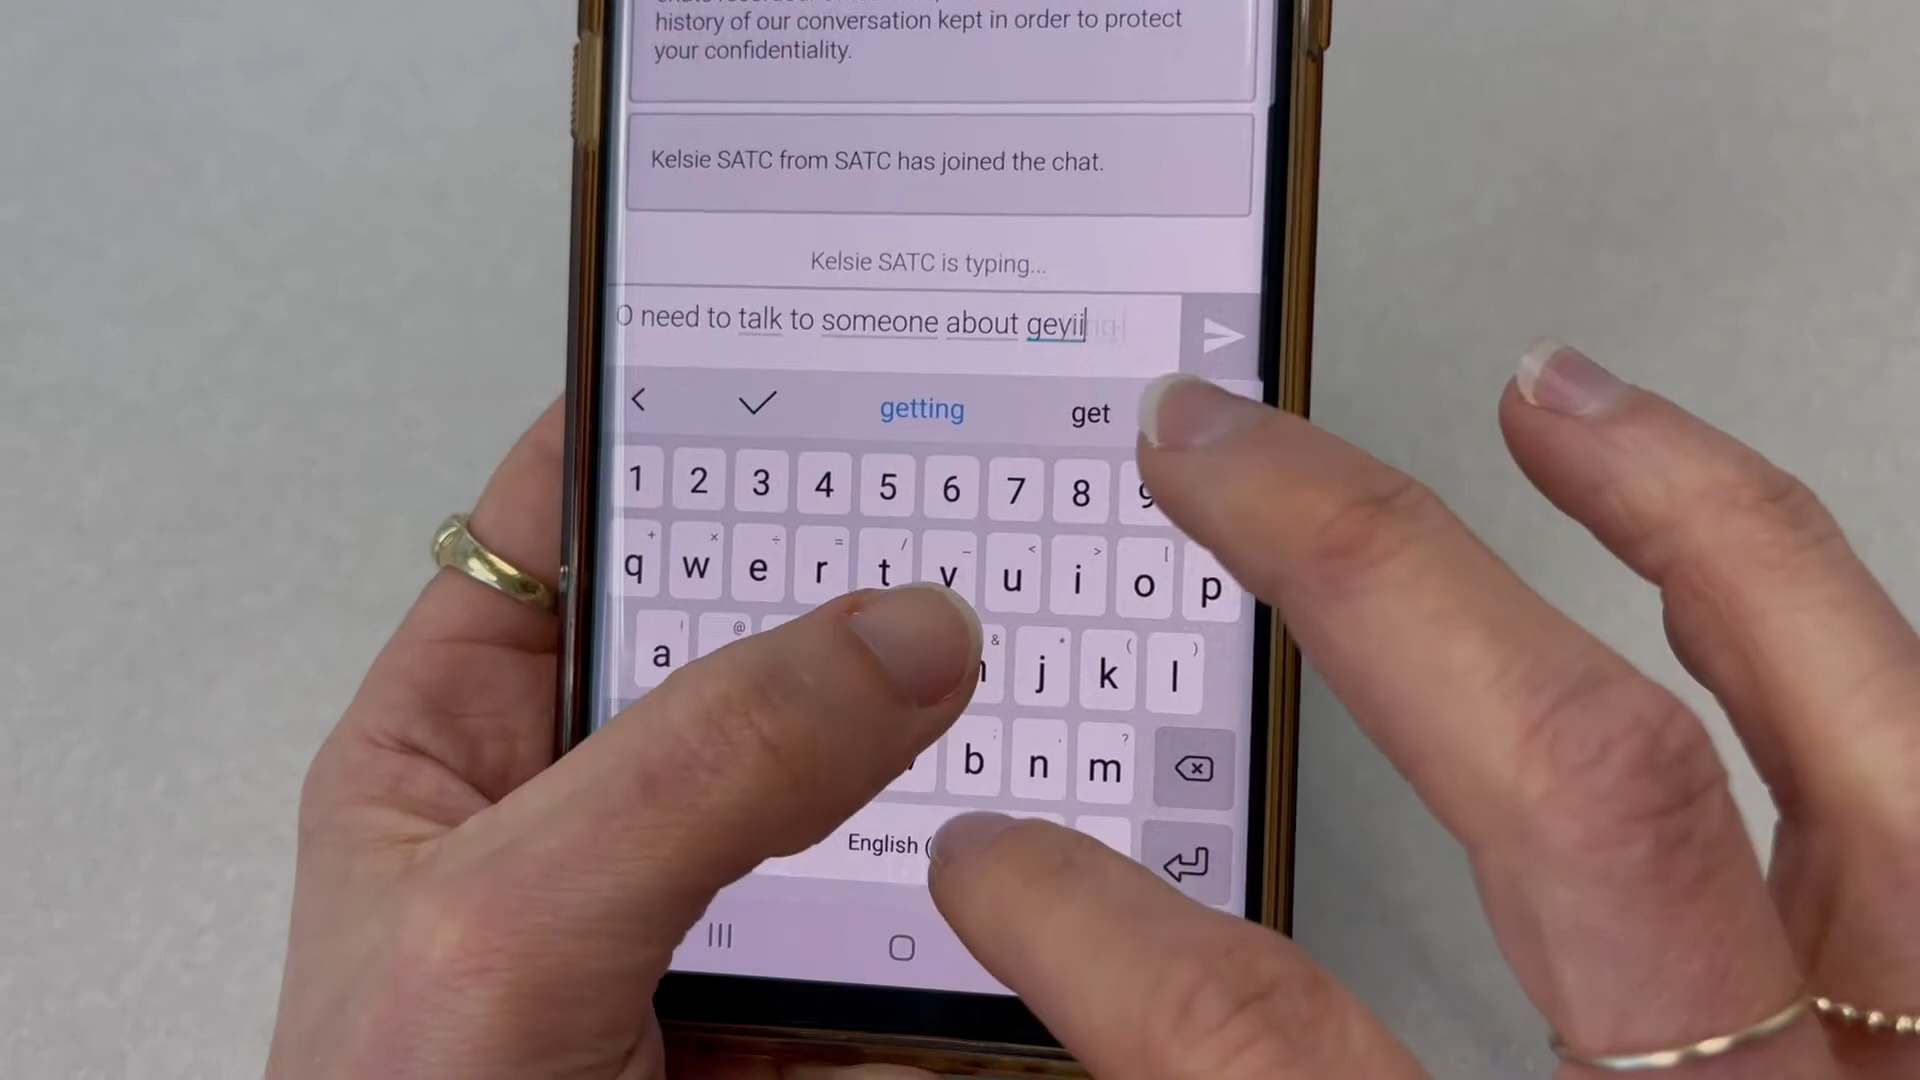 history of our conversation kept in order to protect
your confidentiality.
Kelsie SATC from SATC has joined the chat.
Kelsie SATC is typing...
O need to talk to someone about geyii
getting get
1 2 3 4 5 6 7 8 9
q w e r t y u i o p
a j k l
b n m
English (